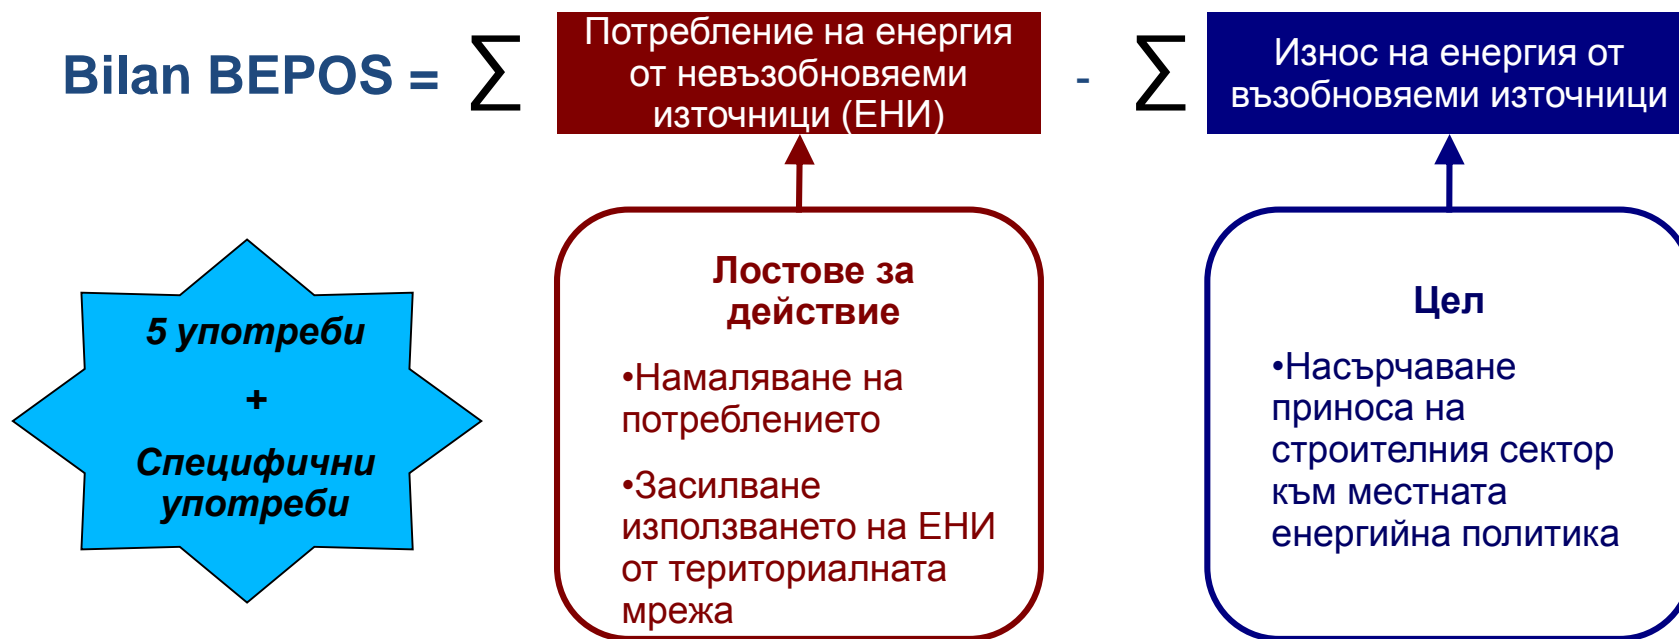 Bilan BEPOS = ∑
Потребление на енергия
от невъзобновяеми
източници (ЕНИ)
- ∑
Износ на енергия от
възобновяеми източници
5 употреби
+
Специфични
употреби
Лостове за
действие
•Намаляване на
потреблението
•Засилване
използването на ЕНИ
от териториалната
мрежа
Цел
•Насърчаване
приноса на
строителния сектор
към местната
енергийна политика